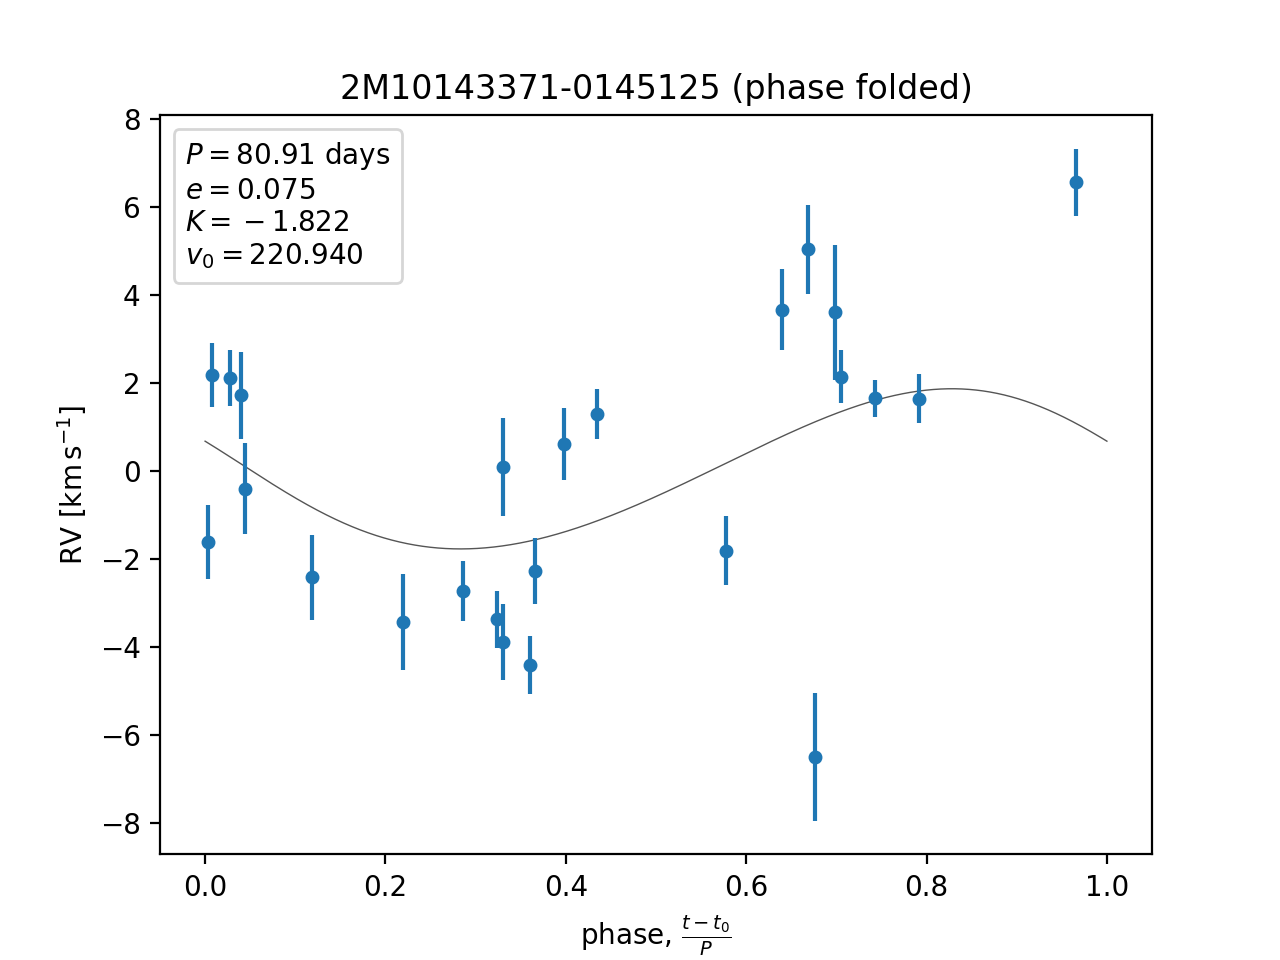 2M10143371-0145125 (phase folded)
P = 80.91 days
e = 0.075
K = −1.822
v₀ = 220.940
RV [km s⁻¹]
8
6
4
2
0
−2
−4
−6
−8
0.0 0.2 0.4 0.6 0.8 1.0
phase, (t − t₀)/P